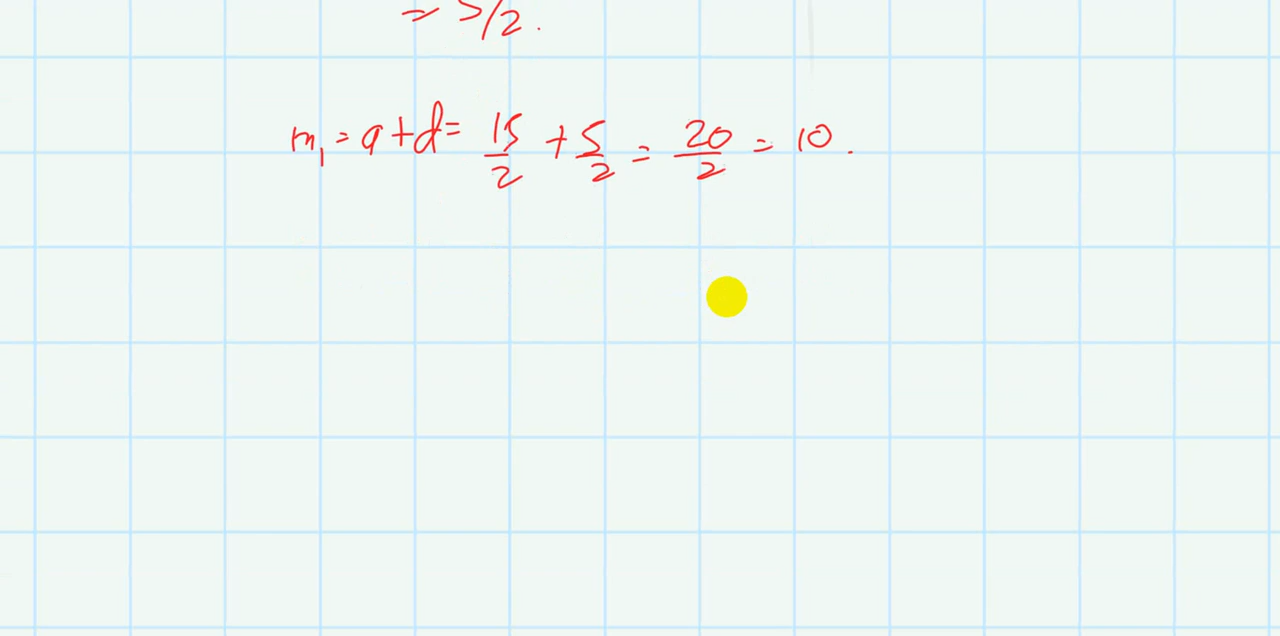 = 5/2.
m₁ = a+d = 15/2 + 5/2 = 20/2 = 10.